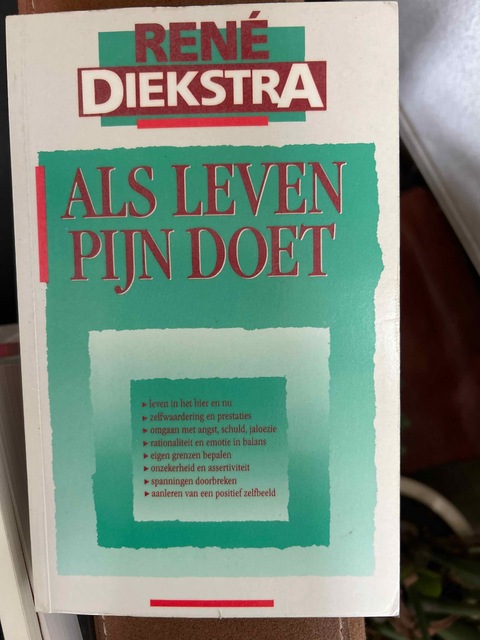 RENÉ
DIEKSTRA
ALS LEVEN
PIJN DOET
▸ leven in het hier en nu
▸ zelfwaardering en prestaties
▸ omgaan met angst, schuld, jaloezie
▸ rationaliteit en emotie in balans
▸ eigen grenzen bepalen
▸ onzekerheid en assertiviteit
▸ spanningen doorbreken
▸ aanleren van een positief zelfbeeld